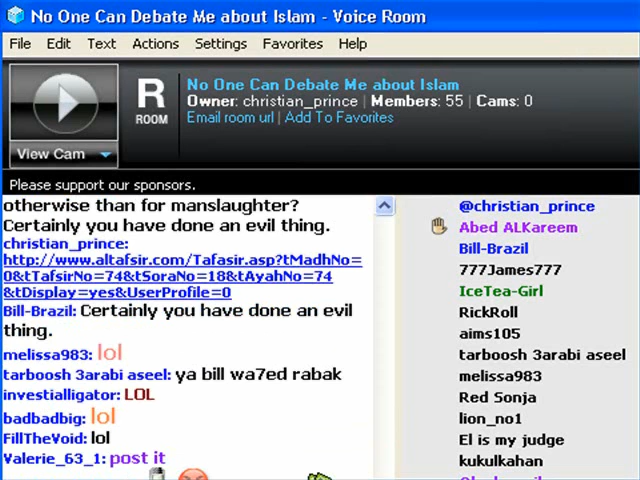 No One Can Debate Me about Islam - Voice Room
File Edit Text Actions Settings Favorites Help
No One Can Debate Me about Islam
R
ROOM
Owner: christian_prince | Members: 55 | Cams: 0
Email room url | Add To Favorites
View Cam
Please support our sponsors.
otherwise than for manslaughter?
Certainly you have done an evil thing.
christian_prince:
http://www.altafsir.com/Tafasir.asp?tMadhNo=
0&tTafsirNo=74&tSoraNo=18&tAyahNo=74
&tDisplay=yes&UserProfile=0
Bill-Brazil: Certainly you have done an evil
thing.
melissa983: lol
tarboosh 3arabi aseel: ya bill wa7ed rabak
investialligator: LOL
badbadbig: lol
FillTheVoid: lol
Valerie_63_1: post it
@christian_prince
Abed ALKareem
Bill-Brazil
777James777
IceTea-Girl
RickRoll
aims105
tarboosh 3arabi aseel
melissa983
Red Sonja
lion_no1
El is my judge
kukulkahan